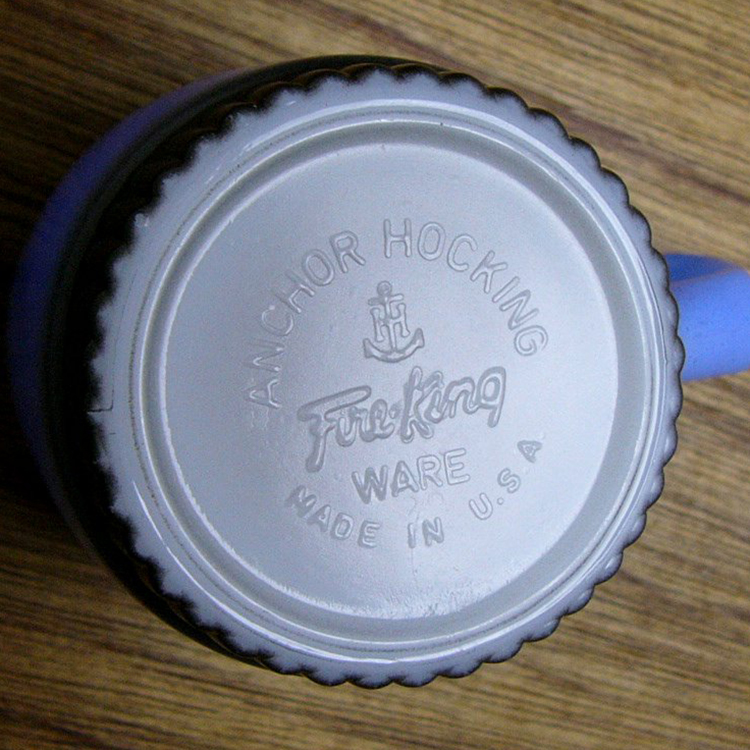 ANCHOR HOCKING
H
Fire-King
WARE
MADE IN U.S.A